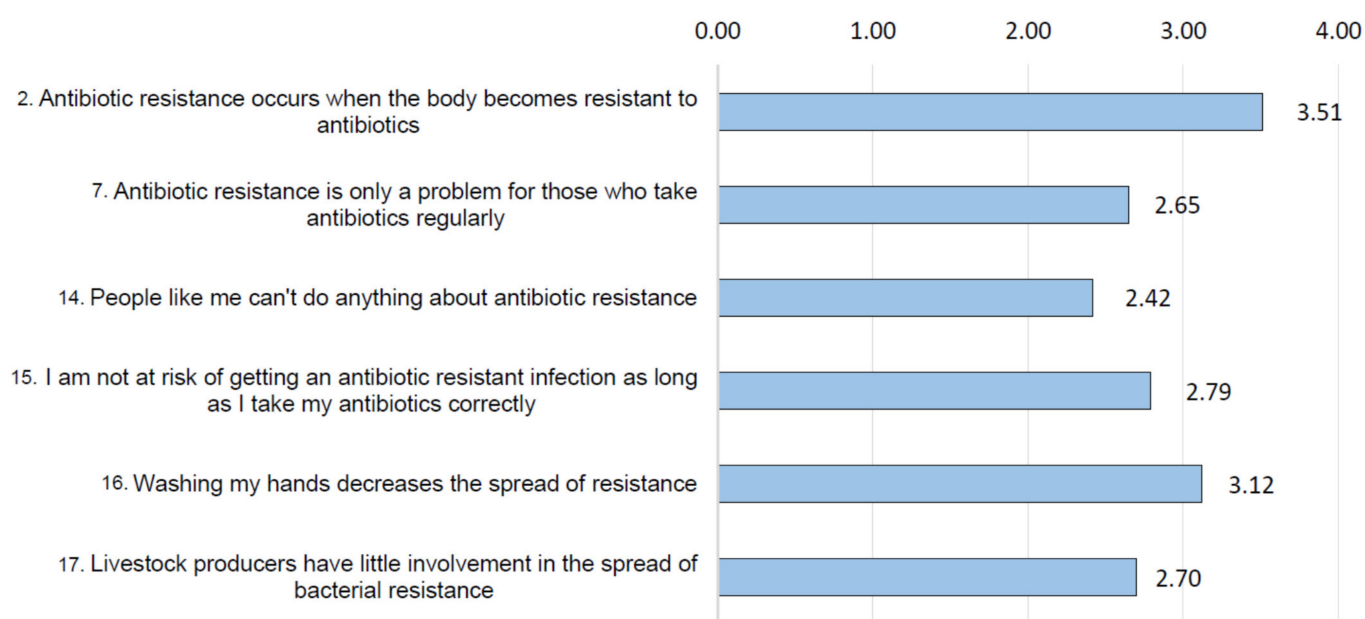 0.00 1.00 2.00 3.00 4.00
2. Antibiotic resistance occurs when the body becomes resistant to
antibiotics
3.51
7. Antibiotic resistance is only a problem for those who take
antibiotics regularly
2.65
14. People like me can't do anything about antibiotic resistance
2.42
15. I am not at risk of getting an antibiotic resistant infection as long
as I take my antibiotics correctly
2.79
16. Washing my hands decreases the spread of resistance
3.12
17. Livestock producers have little involvement in the spread of
bacterial resistance
2.70